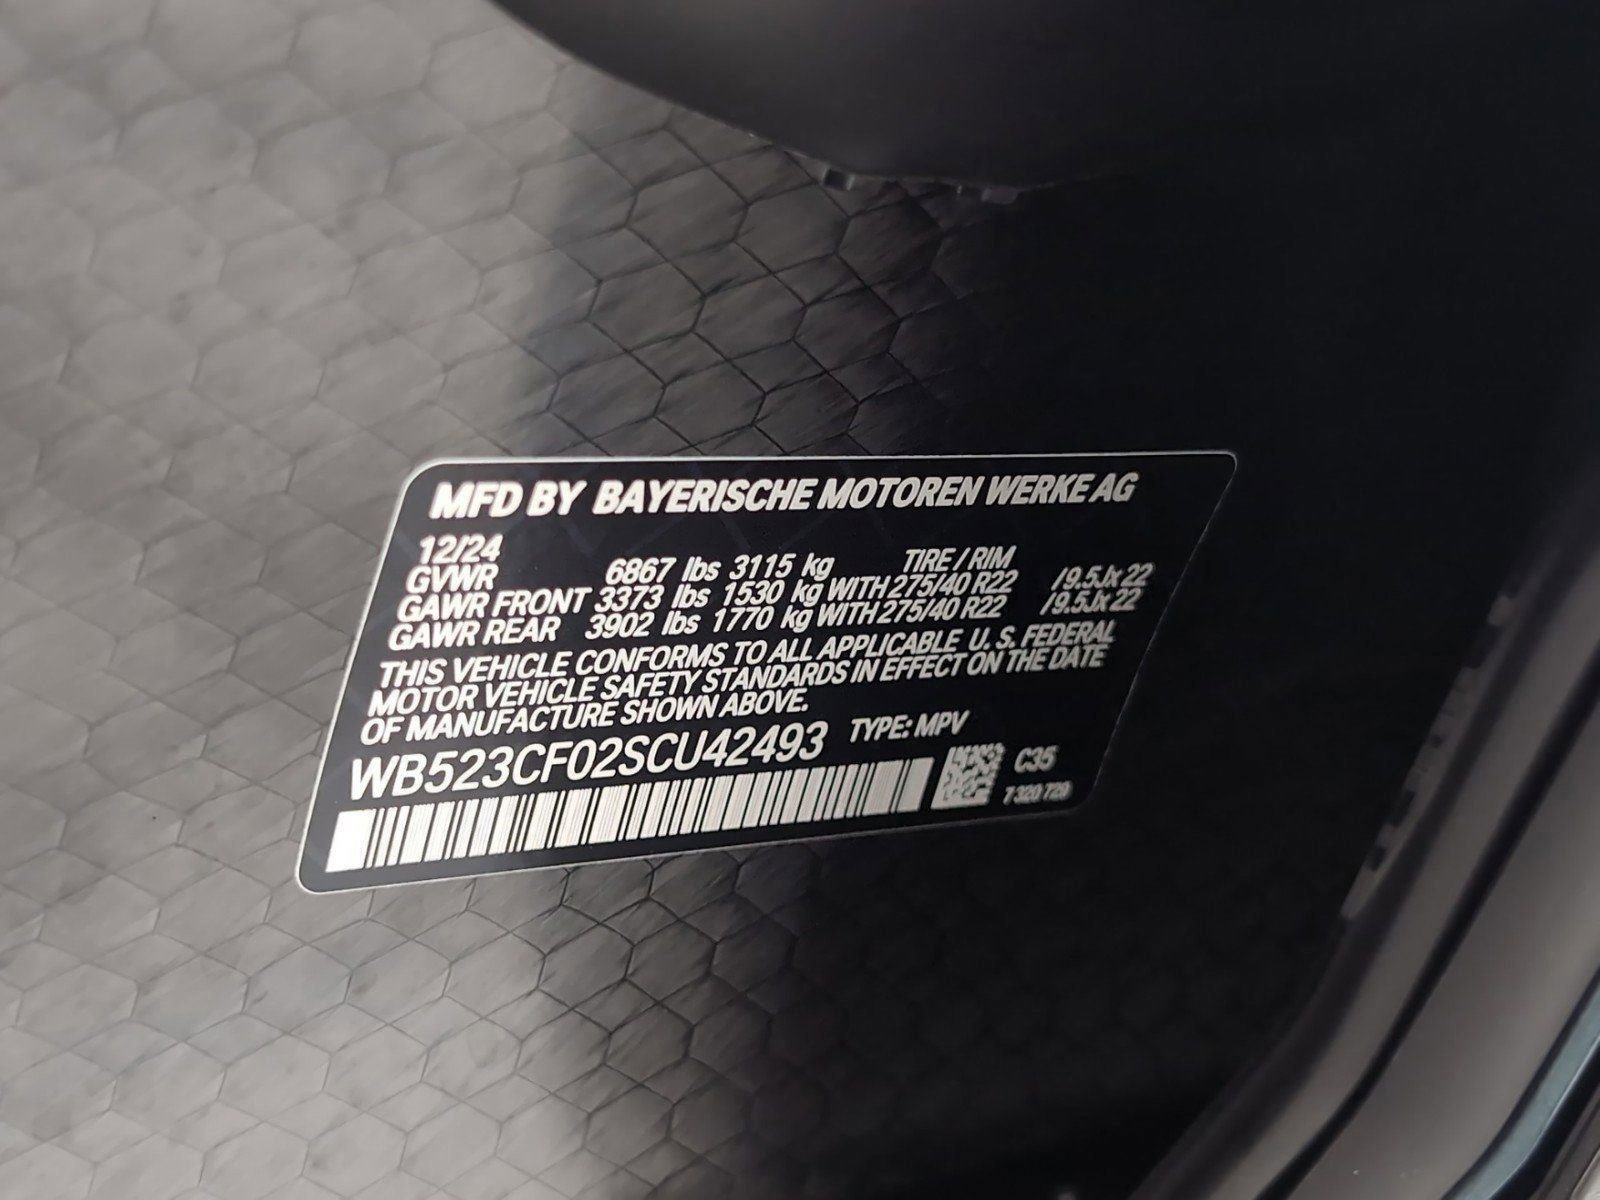 MFD BY BAYERISCHE MOTOREN WERKE AG
12/24
GVWR 6867 lbs 3115 kg TIRE / RIM
GAWR FRONT 3373 lbs 1530 kg WITH 275/40 R22 /9.5Jx22
GAWR REAR 3902 lbs 1770 kg WITH 275/40 R22 /9.5Jx22
THIS VEHICLE CONFORMS TO ALL APPLICABLE U. S. FEDERAL
MOTOR VEHICLE SAFETY STANDARDS IN EFFECT ON THE DATE
OF MANUFACTURE SHOWN ABOVE.
WB523CF02SCU42493 TYPE: MPV
C35
7 320 729